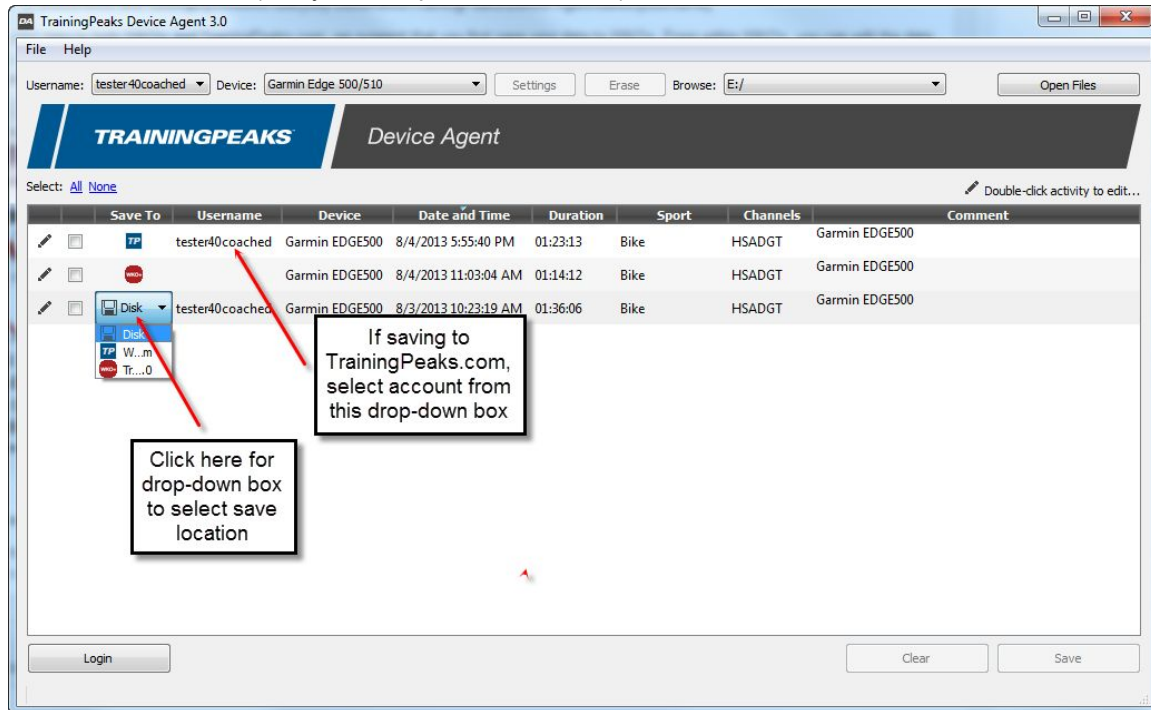 DA TrainingPeaks Device Agent 3.0
File Help
Username: tester40coached Device: Garmin Edge 500/510 Settings Erase Browse: E:/ Open Files
TRAININGPEAKS Device Agent
Select: All None Double-click activity to edit...
Save To Username Device Date and Time Duration Sport Channels Comment
TP tester40coached Garmin EDGE500 8/4/2013 5:55:40 PM 01:23:13 Bike HSADGT Garmin EDGE500
WKO+ Garmin EDGE500 8/4/2013 11:03:04 AM 01:14:12 Bike HSADGT Garmin EDGE500
Disk tester40coached Garmin EDGE500 8/3/2013 10:23:19 AM 01:36:06 Bike HSADGT Garmin EDGE500
Disk
TP W...m
WKO+ Tr....0
If saving to
TrainingPeaks.com,
select account from
this drop-down box
Click here for
drop-down box
to select save
location
Login Clear Save